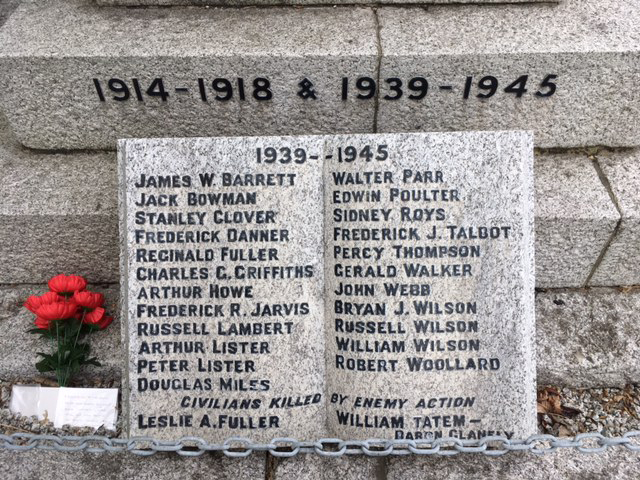 1914-1918 & 1939-1945
1939--1945
JAMES W. BARRETT
JACK BOWMAN
STANLEY CLOVER
FREDERICK DANNER
REGINALD FULLER
CHARLES G. GRIFFITHS
ARTHUR HOWE
FREDERICK R. JARVIS
RUSSELL LAMBERT
ARTHUR LISTER
PETER LISTER
DOUGLAS MILES
WALTER PARR
EDWIN POULTER
SIDNEY ROYS
FREDERICK J. TALBOT
PERCY THOMPSON
GERALD WALKER
JOHN WEBB
BRYAN J. WILSON
RUSSELL WILSON
WILLIAM WILSON
ROBERT WOOLLARD
CIVILIANS KILLED BY ENEMY ACTION
LESLIE A. FULLER
WILLIAM TATEM-
BARON GLANELY